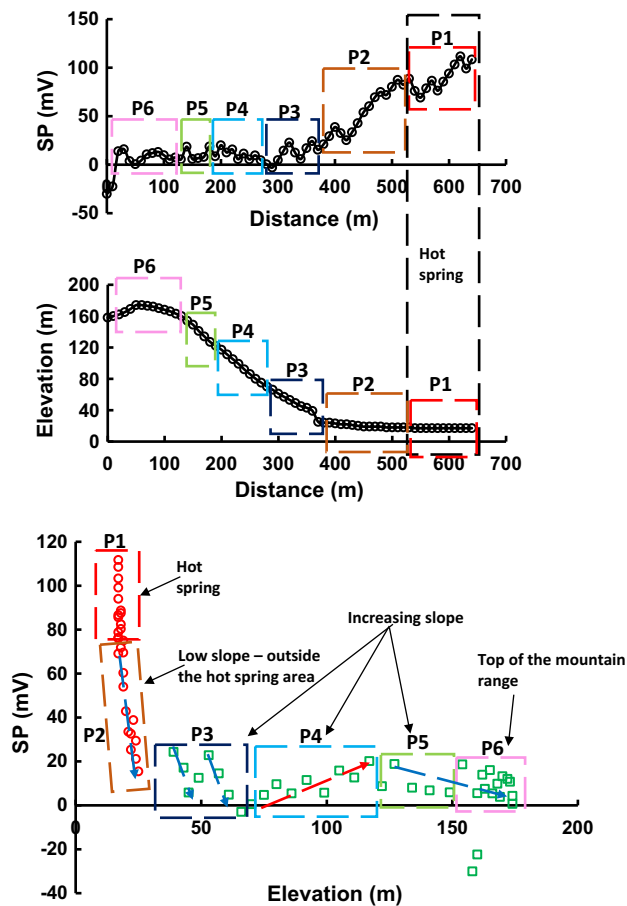 150
100
50
0
-50
SP (mV)
P6
P5
P4
P3
P2
P1
0 100 200 300 400 500 600 700
Distance (m)
Hot
spring
200
160
120
80
40
0
Elevation (m)
P6
P5
P4
P3
P2
P1
0 100 200 300 400 500 600 700
Distance (m)
120
100
80
60
40
20
0
-20
-40
SP (mV)
P1
Hot
spring
Increasing slope
Low slope – outside
the hot spring area
Top of the mountain
range
P2
P3
P4
P5
P6
0 50 100 150 200
Elevation (m)